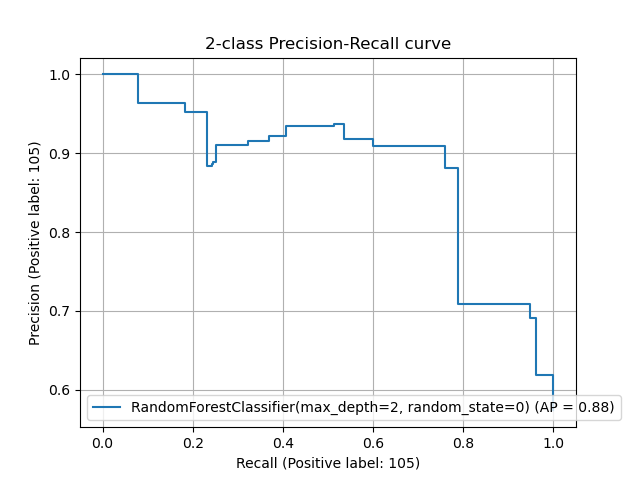 2-class Precision-Recall curve
1.0
0.9
0.8
0.7
0.6
Precision (Positive label: 105)
RandomForestClassifier(max_depth=2, random_state=0) (AP = 0.88)
0.0 0.2 0.4 0.6 0.8 1.0
Recall (Positive label: 105)